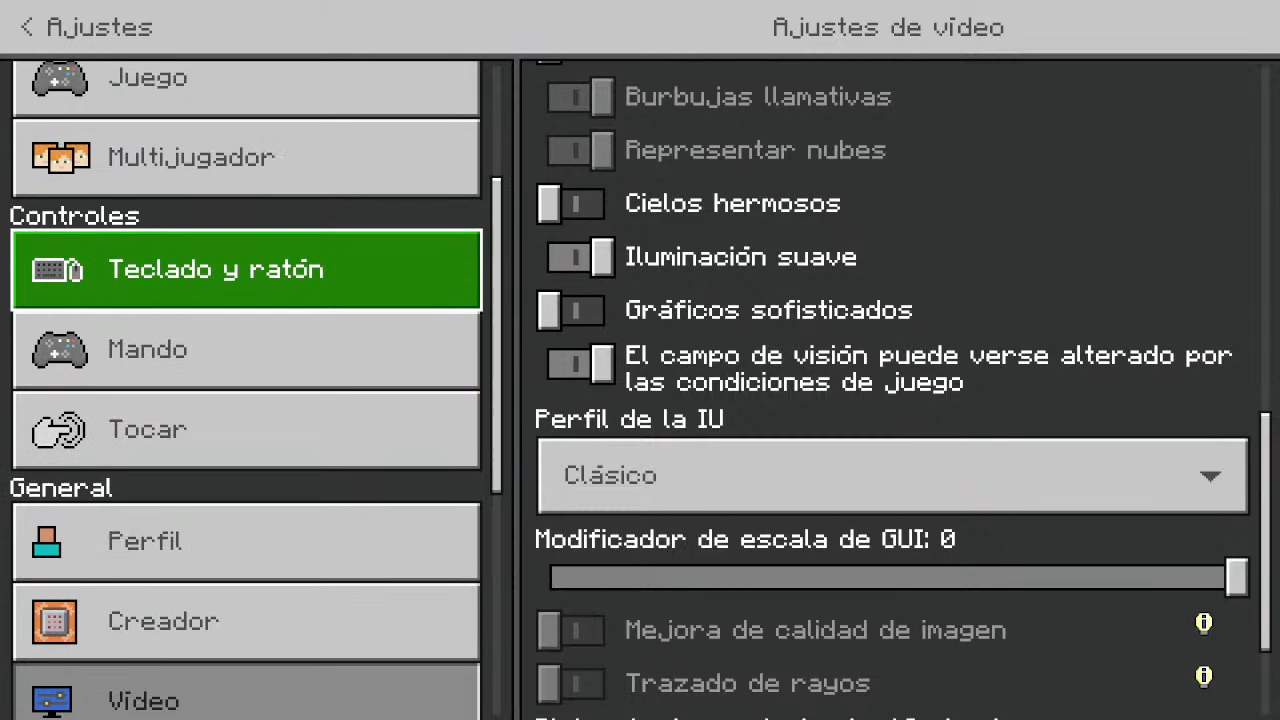 Ajustes
Ajustes de vídeo
Juego
Multijugador
Controles
Teclado y ratón
Mando
Tocar
General
Perfil
Creador
Vídeo
Burbujas llamativas
Representar nubes
Cielos hermosos
Iluminación suave
Gráficos sofisticados
El campo de visión puede verse alterado por
las condiciones de juego
Perfil de la IU
Clásico
Modificador de escala de GUI: 0
Mejora de calidad de imagen
Trazado de rayos